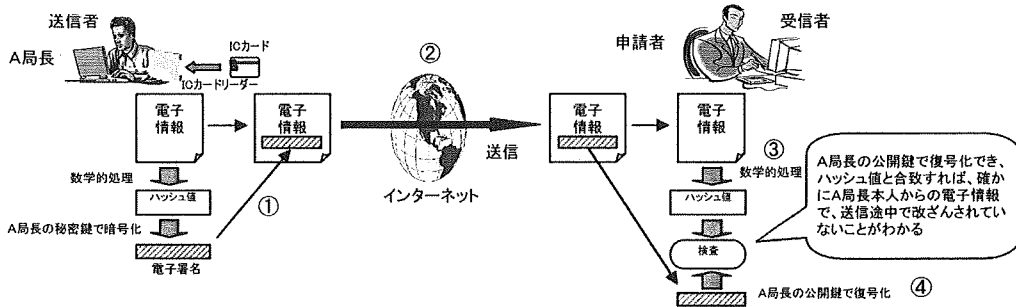 送信者
A局長
ICカード
ICカードリーダー
電子
情報
電子
情報
数学的処理
ハッシュ値
①
A局長の秘密鍵で暗号化
電子署名
②
送信
インターネット
申請者
受信者
電子
情報
電子
情報
③
数学的処理
ハッシュ値
検査
A局長の公開鍵で復号化
④
A局長の公開鍵で復号化でき、
ハッシュ値と合致すれば、確か
にA局長本人からの電子情報
で、送信途中で改ざんされてい
ないことがわかる